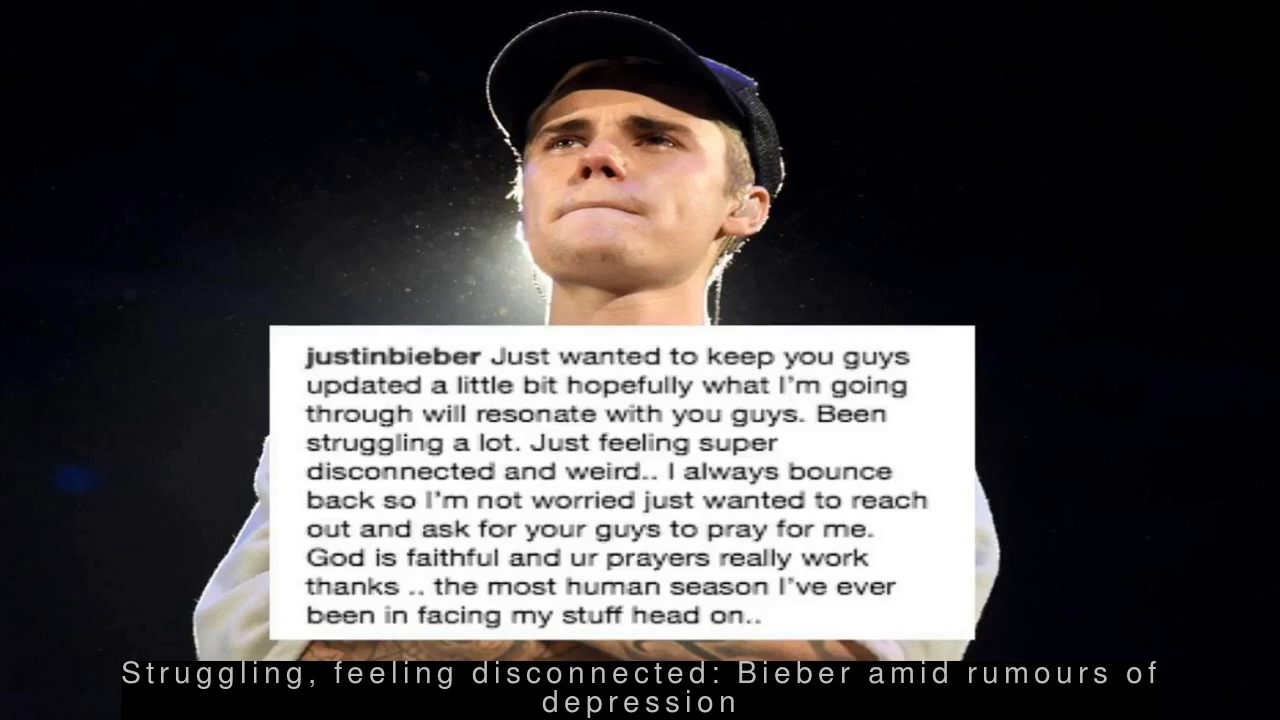 justinbieber Just wanted to keep you guys
updated a little bit hopefully what I'm going
through will resonate with you guys. Been
struggling a lot. Just feeling super
disconnected and weird.. I always bounce
back so I'm not worried just wanted to reach
out and ask for your guys to pray for me.
God is faithful and ur prayers really work
thanks .. the most human season I've ever
been in facing my stuff head on..
Struggling, feeling disconnected: Bieber amid rumours of
depression